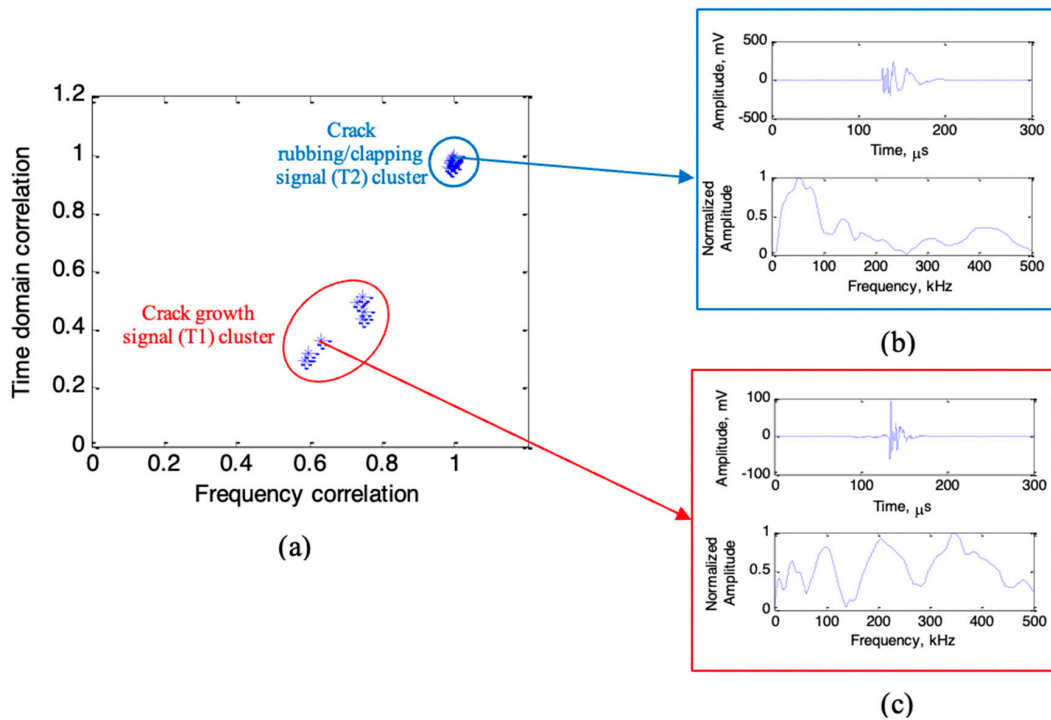 1.2
1
0.8
0.6
0.4
0.2
0
Time domain correlation
Crack
rubbing/clapping
signal (T2) cluster
Crack growth
signal (T1) cluster
0 0.2 0.4 0.6 0.8 1
Frequency correlation
(a)
Amplitude, mV
500
0
-500
0 100 200 300
Time, μs
Normalized
Amplitude
1
0.5
0
0 100 200 300 400 500
Frequency, kHz
(b)
Amplitude, mV
100
0
-100
0 100 200 300
Time, μs
Normalized
Amplitude
1
0.5
0
0 100 200 300 400 500
Frequency, kHz
(c)